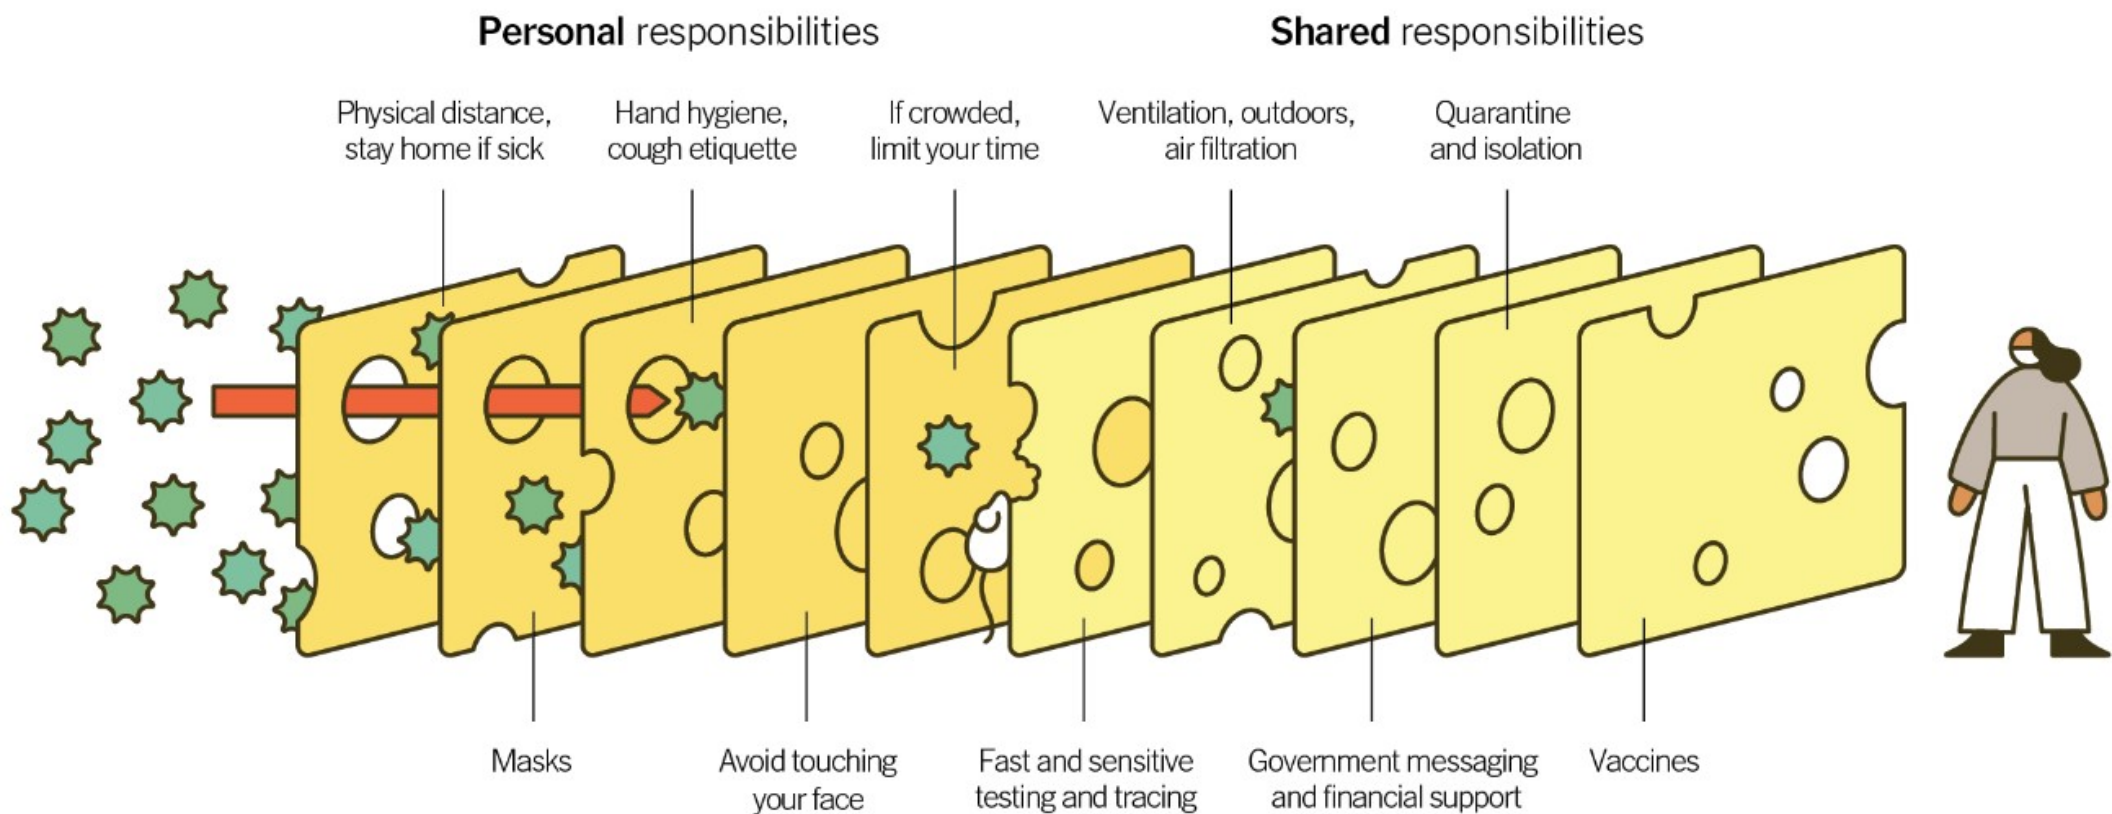 Personal responsibilities
Shared responsibilities
Physical distance,
stay home if sick
Hand hygiene,
cough etiquette
If crowded,
limit your time
Ventilation, outdoors,
air filtration
Quarantine
and isolation
Masks
Avoid touching
your face
Fast and sensitive
testing and tracing
Government messaging
and financial support
Vaccines